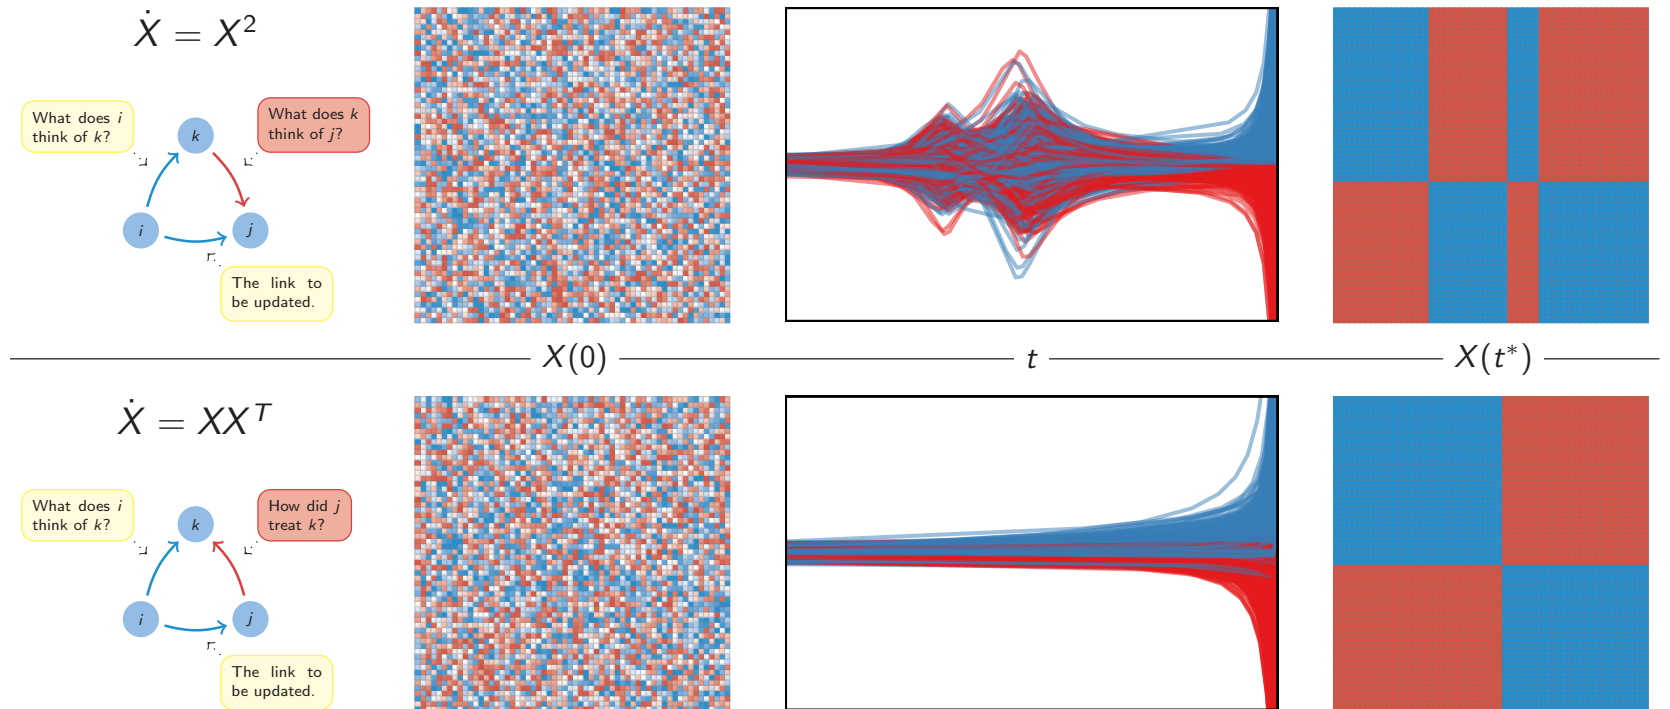 Ẋ = X²
What does i
think of k?
What does k
think of j?
k
i
j
The link to
be updated.
X(0)
t
X(t*)
Ẋ = XXᵀ
What does i
think of k?
How did j
treat k?
k
i
j
The link to
be updated.